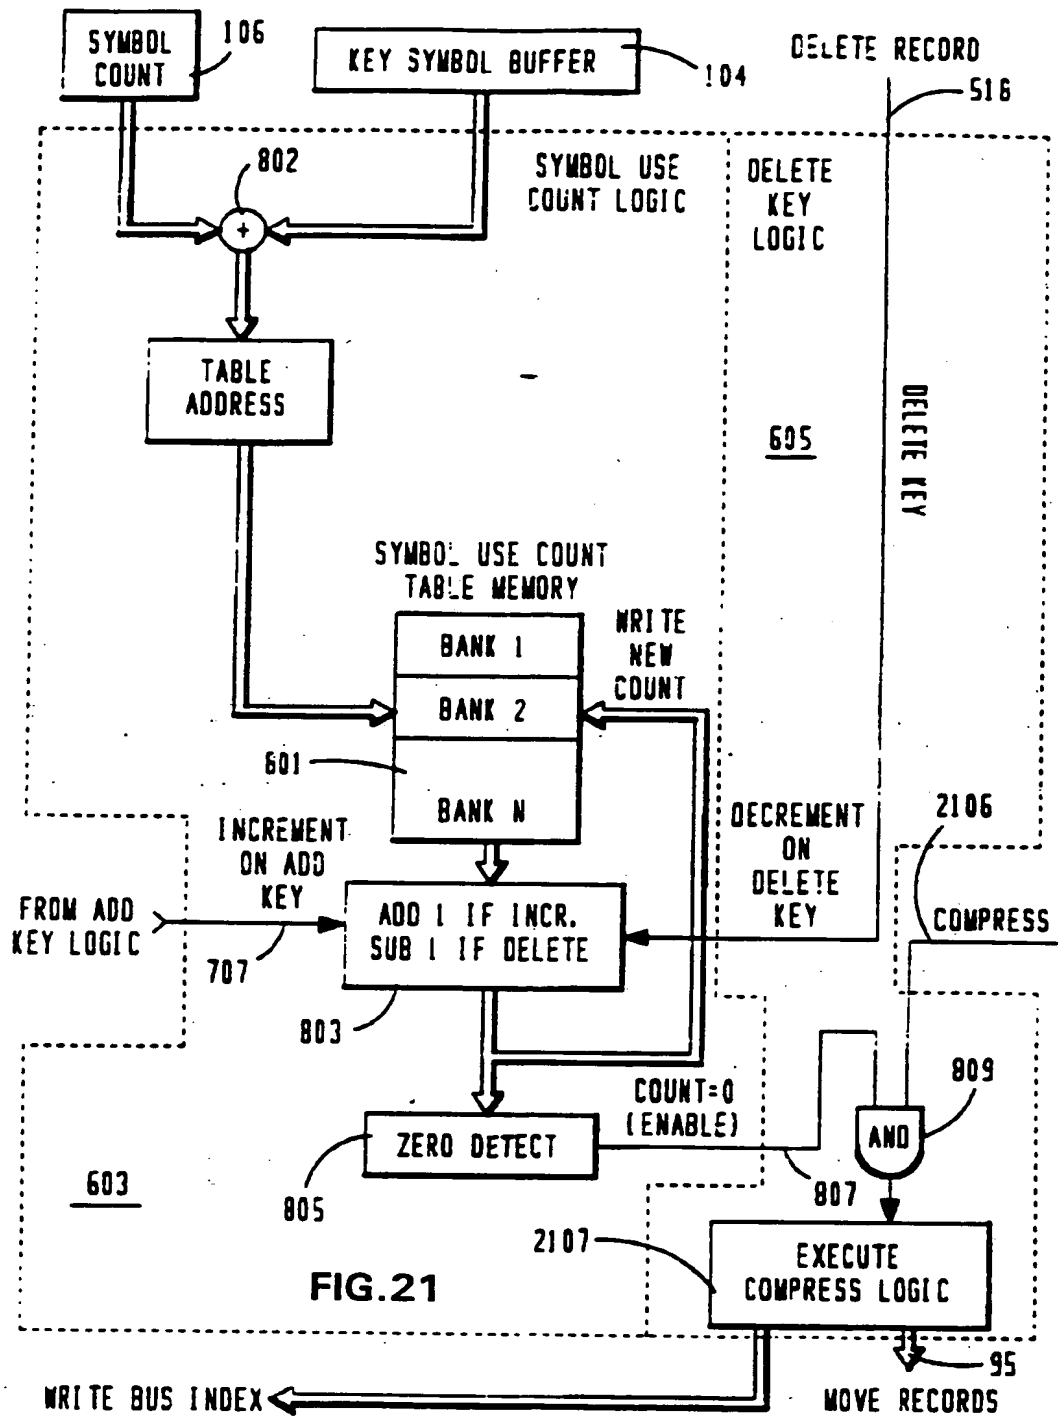 SYMBOL
COUNT
106
KEY SYMBOL BUFFER
104
DELETE RECORD
516
802
SYMBOL USE
COUNT LOGIC
DELETE
KEY
LOGIC
+
TABLE
ADDRESS
605
DELETE KEY
SYMBOL USE COUNT
TABLE MEMORY
BANK 1
BANK 2
BANK N
WRITE
NEW
COUNT
601
INCREMENT
ON ADD
KEY
DECREMENT
ON
DELETE
KEY
2106
COMPRESS
FROM ADD
KEY LOGIC
707
ADD 1 IF INCR.
SUB 1 IF DELETE
803
COUNT=0
(ENABLE)
809
AND
ZERO DETECT
805
807
603
2107
EXECUTE
COMPRESS LOGIC
FIG.21
95
WRITE BUS INDEX
MOVE RECORDS